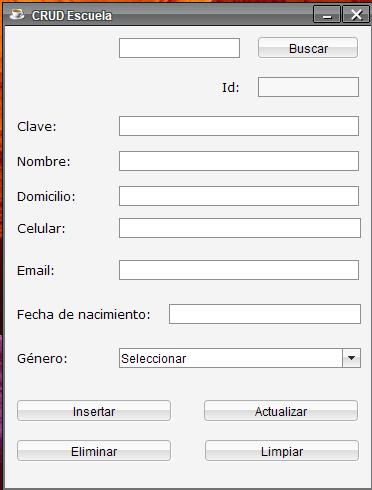 CRUD Escuela
Buscar
Id:
Clave:
Nombre:
Domicilio:
Celular:
Email:
Fecha de nacimiento:
Género: Seleccionar
Insertar Actualizar
Eliminar Limpiar